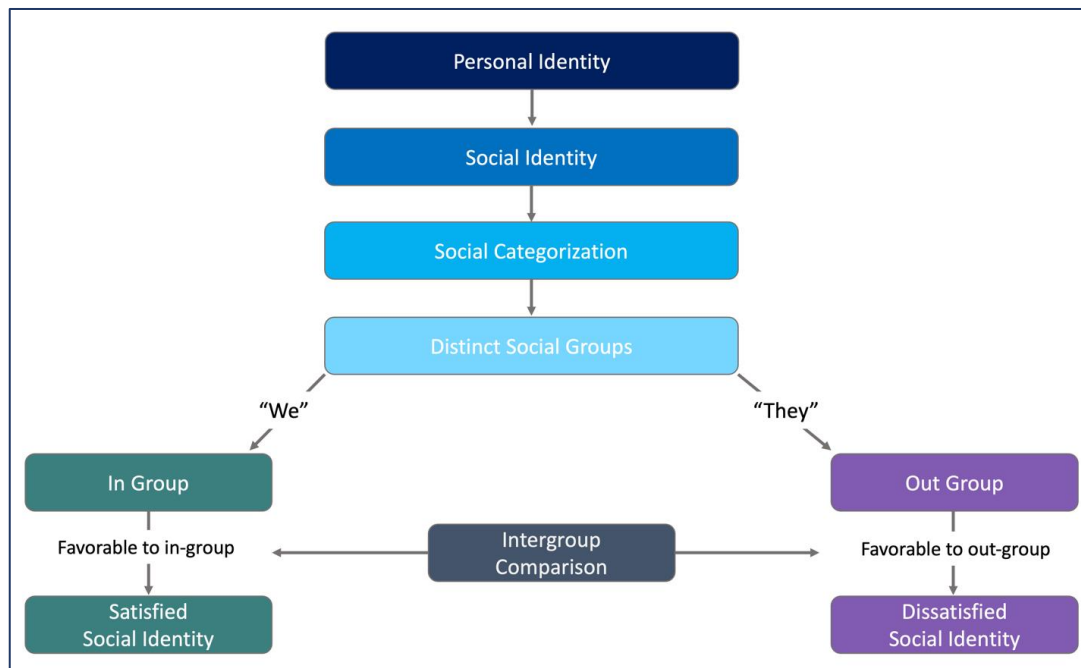 Personal Identity
Social Identity
Social Categorization
Distinct Social Groups
“We”
“They”
In Group
Out Group
Favorable to in-group
Intergroup
Comparison
Favorable to out-group
Satisfied
Social Identity
Dissatisfied
Social Identity